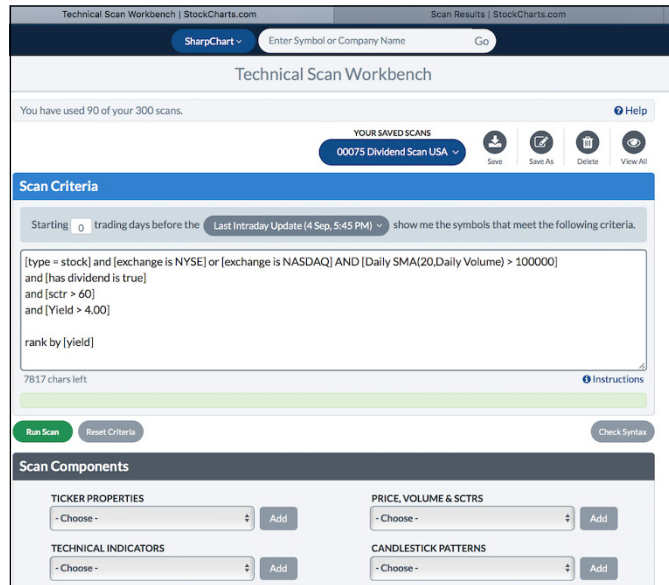 Technical Scan Workbench | StockCharts.com
Scan Results | StockCharts.com
SharpChart
Enter Symbol or Company Name
Go
Technical Scan Workbench
You have used 90 of your 300 scans.
Help
YOUR SAVED SCANS
00075 Dividend Scan USA
Save
Save As
Delete
View All
Scan Criteria
Starting 0 trading days before the Last Intraday Update (4 Sep, 5:45 PM) show me the symbols that meet the following criteria.
[type = stock] and [exchange is NYSE] or [exchange is NASDAQ] AND [Daily SMA(20,Daily Volume) > 100000]
and [has dividend is true]
and [sctr > 60]
and [Yield > 4.00]
rank by [yield]
7817 chars left
Instructions
Run Scan
Reset Criteria
Check Syntax
Scan Components
TICKER PROPERTIES
PRICE, VOLUME & SCTRS
- Choose -
Add
- Choose -
Add
TECHNICAL INDICATORS
CANDLESTICK PATTERNS
- Choose -
Add
- Choose -
Add